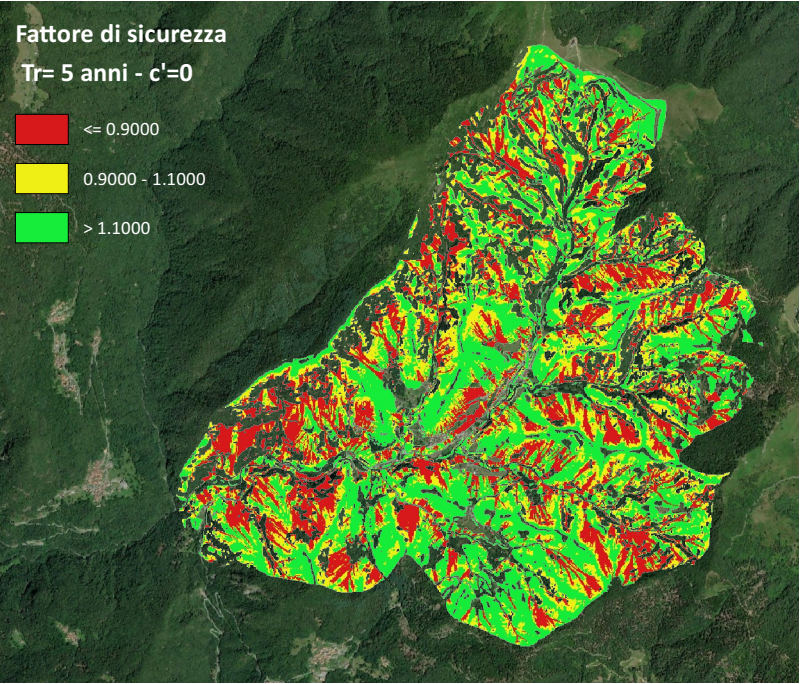 Fattore di sicurezza
Tr= 5 anni - c'=0
<= 0.9000
0.9000 - 1.1000
> 1.1000